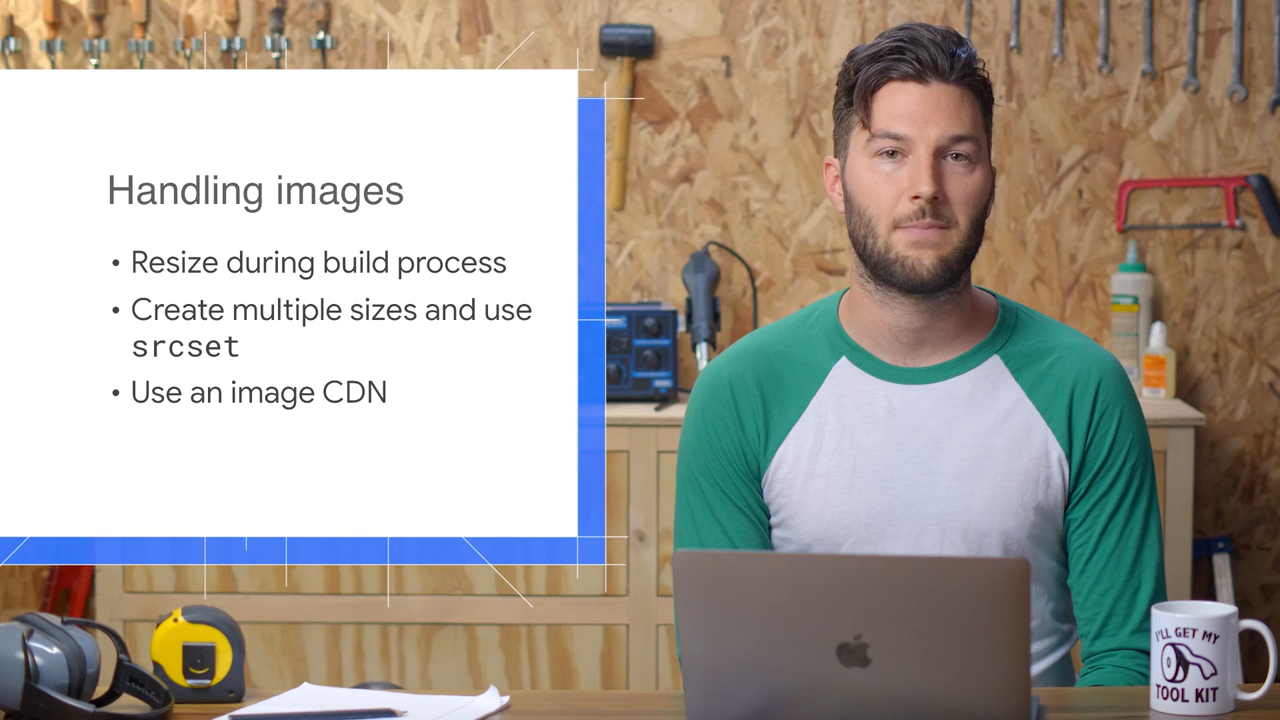 Handling images
• Resize during build process
• Create multiple sizes and use
srcset
• Use an image CDN
I'LL GET MY
TOOL KIT